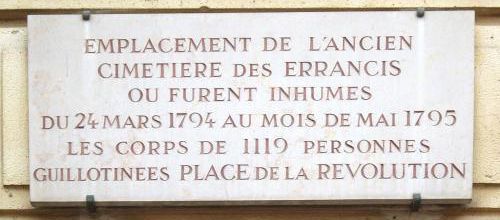 EMPLACEMENT DE L'ANCIEN
CIMETIERE DES ERRANCIS
OU FURENT INHUMES
DU 24 MARS 1794 AU MOIS DE MAI 1795
LES CORPS DE 1119 PERSONNES
GUILLOTINEES PLACE DE LA REVOLUTION